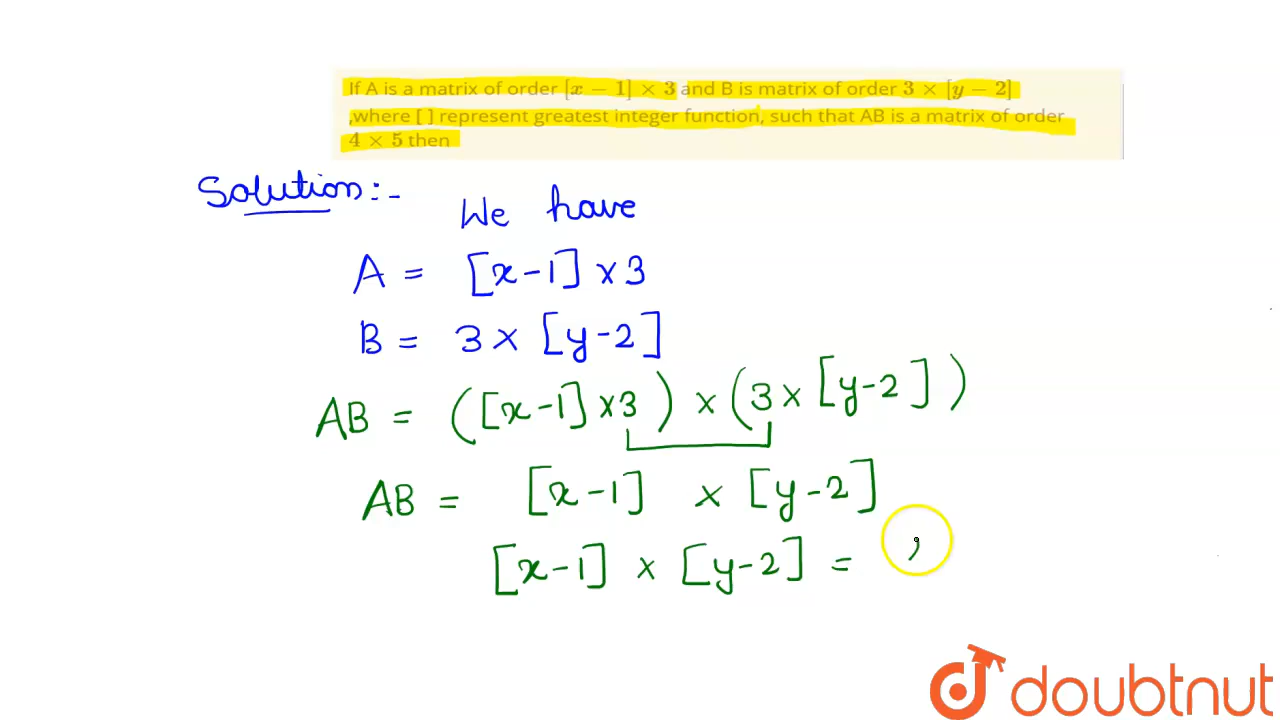 If A is a matrix of order [x − 1] × 3 and B is matrix of order 3 × [y − 2]
,where [ ] represent greatest integer function, such that AB is a matrix of order
4 × 5 then
Solution :-
We have
A = [x-1] × 3
B = 3 × [y-2]
AB = ([x-1] × 3) × (3 × [y-2])
AB = [x-1] × [y-2]
[x-1] × [y-2] =
doubtnut